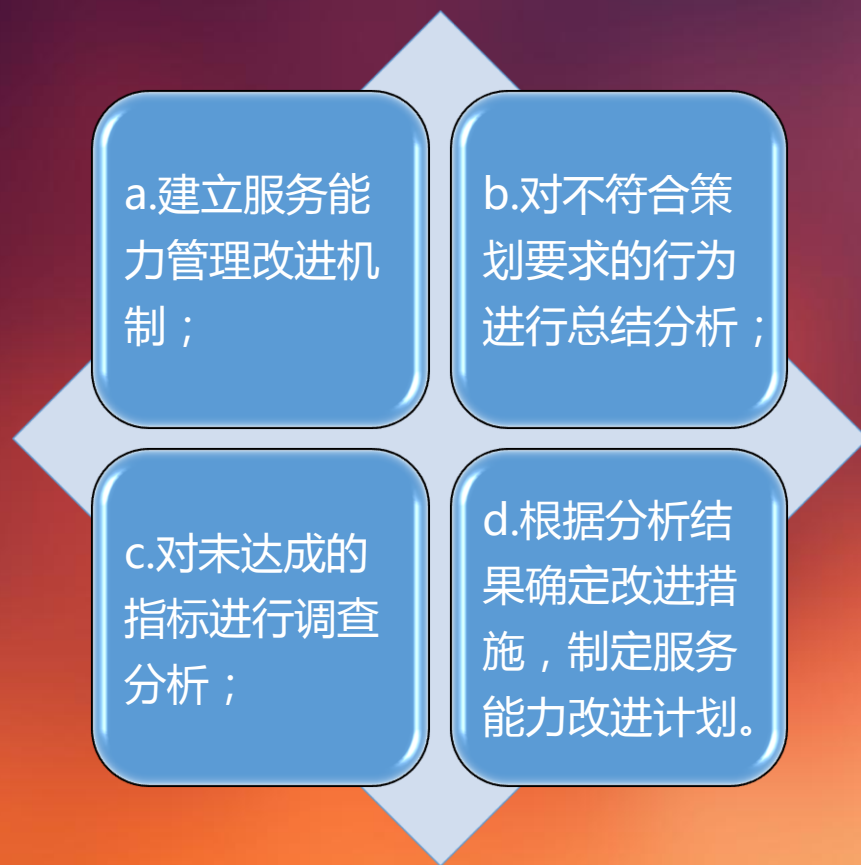 a.建立服务能
力管理改进机
制；
b.对不符合策
划要求的行为
进行总结分析；
c.对未达成的
指标进行调查
分析；
d.根据分析结
果确定改进措
施，制定服务
能力改进计划。